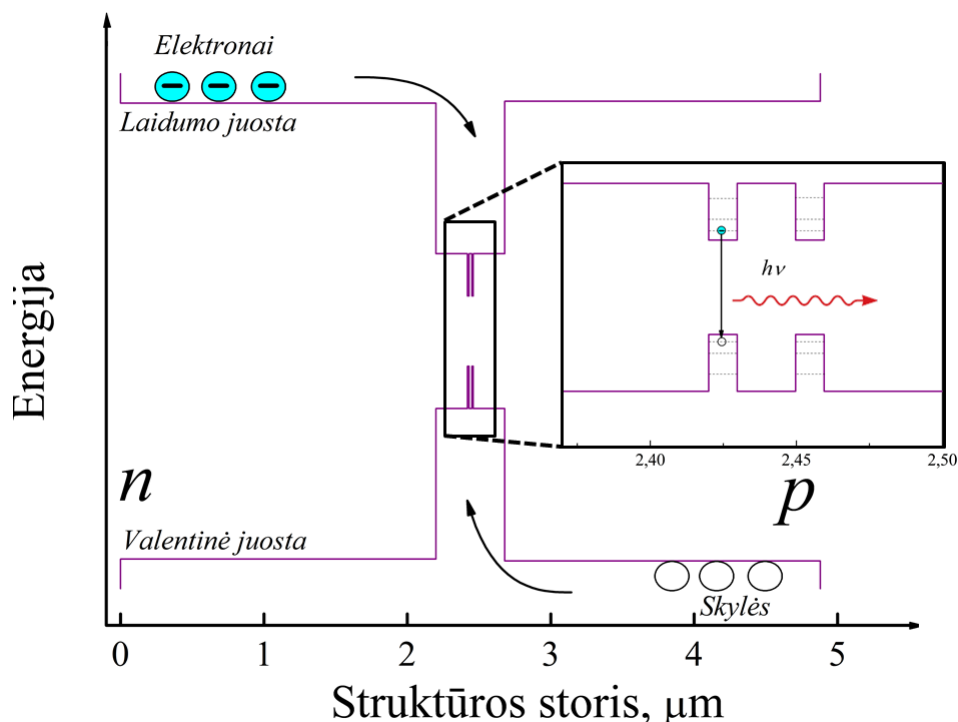 Elektronai
Laidumo juosta
hν
2,40
2,45
2,50
Energija
n
p
Valentinė juosta
Skylės
0
1
2
3
4
5
Struktūros storis, μm